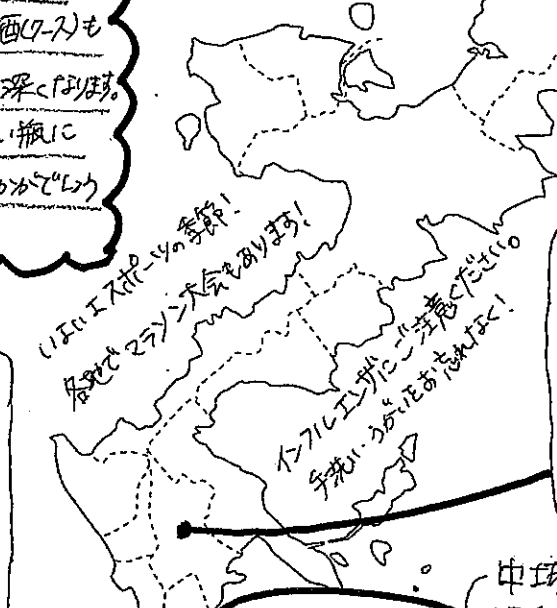 酒(ワース)も
深くなります。
い瓶に
かがでしょう
いよいよスポーツの季節!
各地でマラソン大会もあります!
インフルエンザにご注意ください。
手洗い・うがいをお忘れなく!